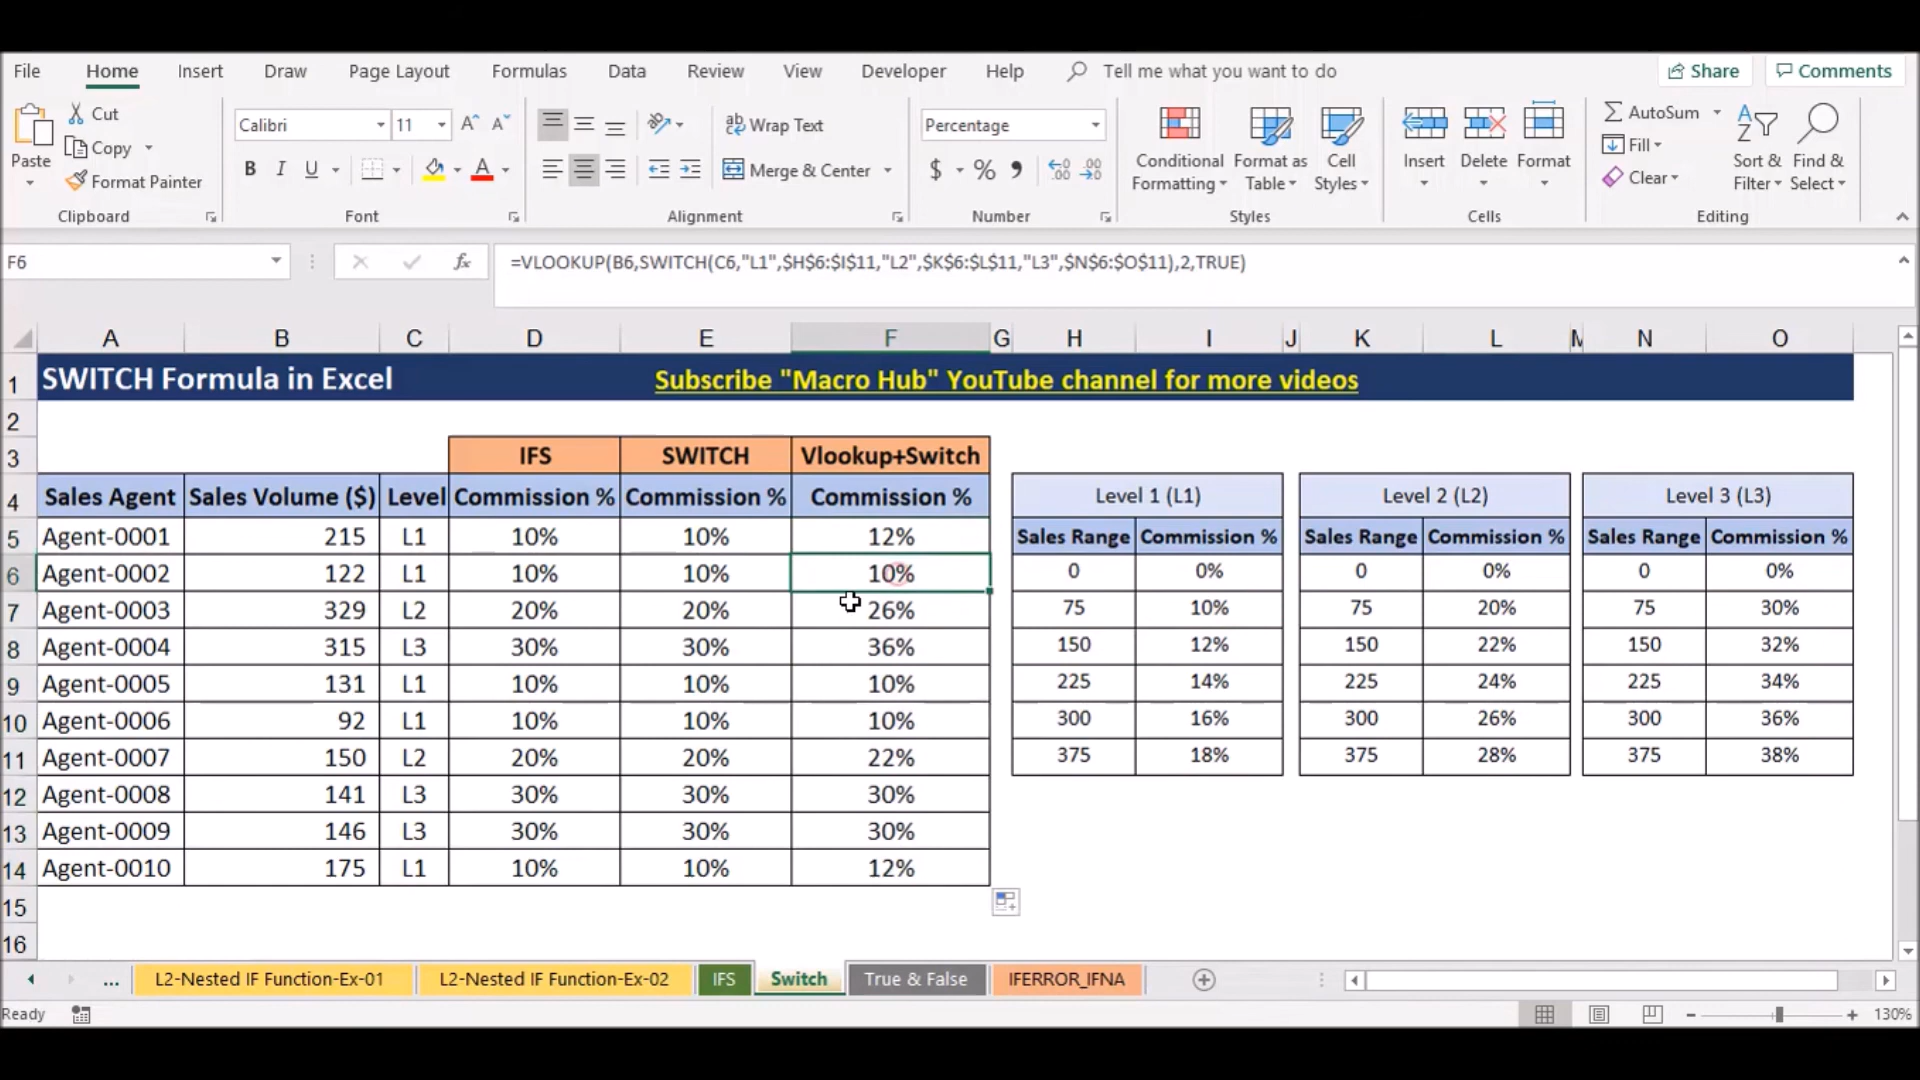 File Home Insert Draw Page Layout Formulas Data Review View Developer Help Tell me what you want to do Share Comments
Paste Cut Copy Format Painter Clipboard
Calibri 11 B I U Font
Wrap Text Merge & Center Alignment
Percentage $ % Number
Conditional Formatting Format as Table Cell Styles Styles
Insert Delete Format Cells
AutoSum Fill Clear Sort & Filter Find & Select Editing
F6 fx =VLOOKUP(B6,SWITCH(C6,"L1",$H$6:$I$11,"L2",$K$6:$L$11,"L3",$N$6:$O$11),2,TRUE)
A B C D E F G H I J K L M N O
1 SWITCH Formula in Excel Subscribe "Macro Hub" YouTube channel for more videos
2
3 IFS SWITCH Vlookup+Switch
4 Sales Agent Sales Volume ($) Level Commission % Commission % Commission % Level 1 (L1) Level 2 (L2) Level 3 (L3)
5 Agent-0001 215 L1 10% 10% 12% Sales Range Commission % Sales Range Commission % Sales Range Commission %
6 Agent-0002 122 L1 10% 10% 10% 0 0% 0 0% 0 0%
7 Agent-0003 329 L2 20% 20% 26% 75 10% 75 20% 75 30%
8 Agent-0004 315 L3 30% 30% 36% 150 12% 150 22% 150 32%
9 Agent-0005 131 L1 10% 10% 10% 225 14% 225 24% 225 34%
10 Agent-0006 92 L1 10% 10% 10% 300 16% 300 26% 300 36%
11 Agent-0007 150 L2 20% 20% 22% 375 18% 375 28% 375 38%
12 Agent-0008 141 L3 30% 30% 30%
13 Agent-0009 146 L3 30% 30% 30%
14 Agent-0010 175 L1 10% 10% 12%
15
16
... L2-Nested IF Function-Ex-01 L2-Nested IF Function-Ex-02 IFS Switch True & False IFERROR_IFNA
Ready 130%